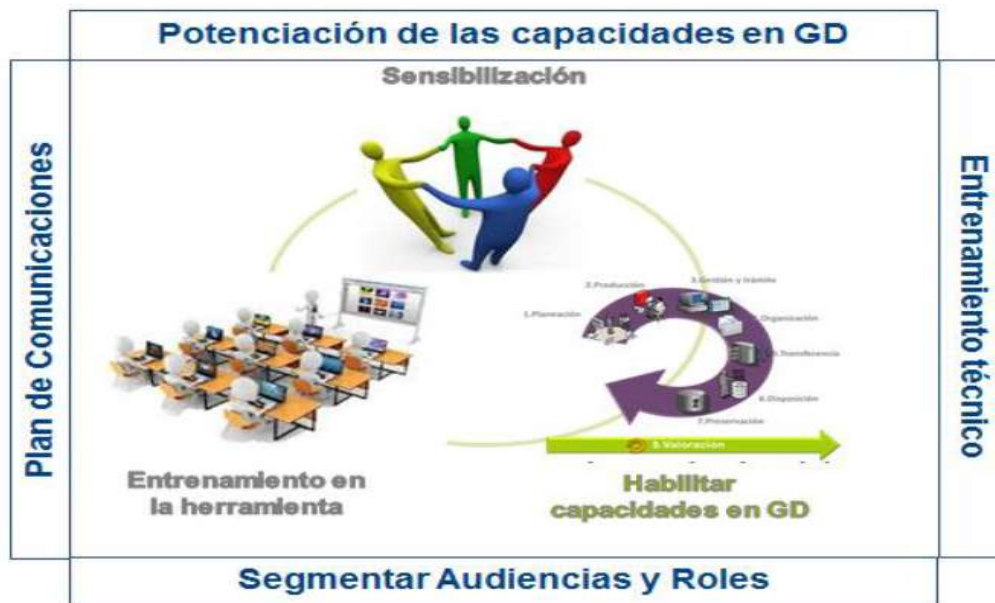 Potenciación de las capacidades en GD
Plan de Comunicaciones
Sensibilización
2.Producción
3.Gestión y trámite
1.Planeación
Organización
Transferencia
6.Disposición
7.Preservación
8.Valoración
Entrenamiento en
la herramienta
Habilitar
capacidades en GD
Entrenamiento técnico
Segmentar Audiencias y Roles